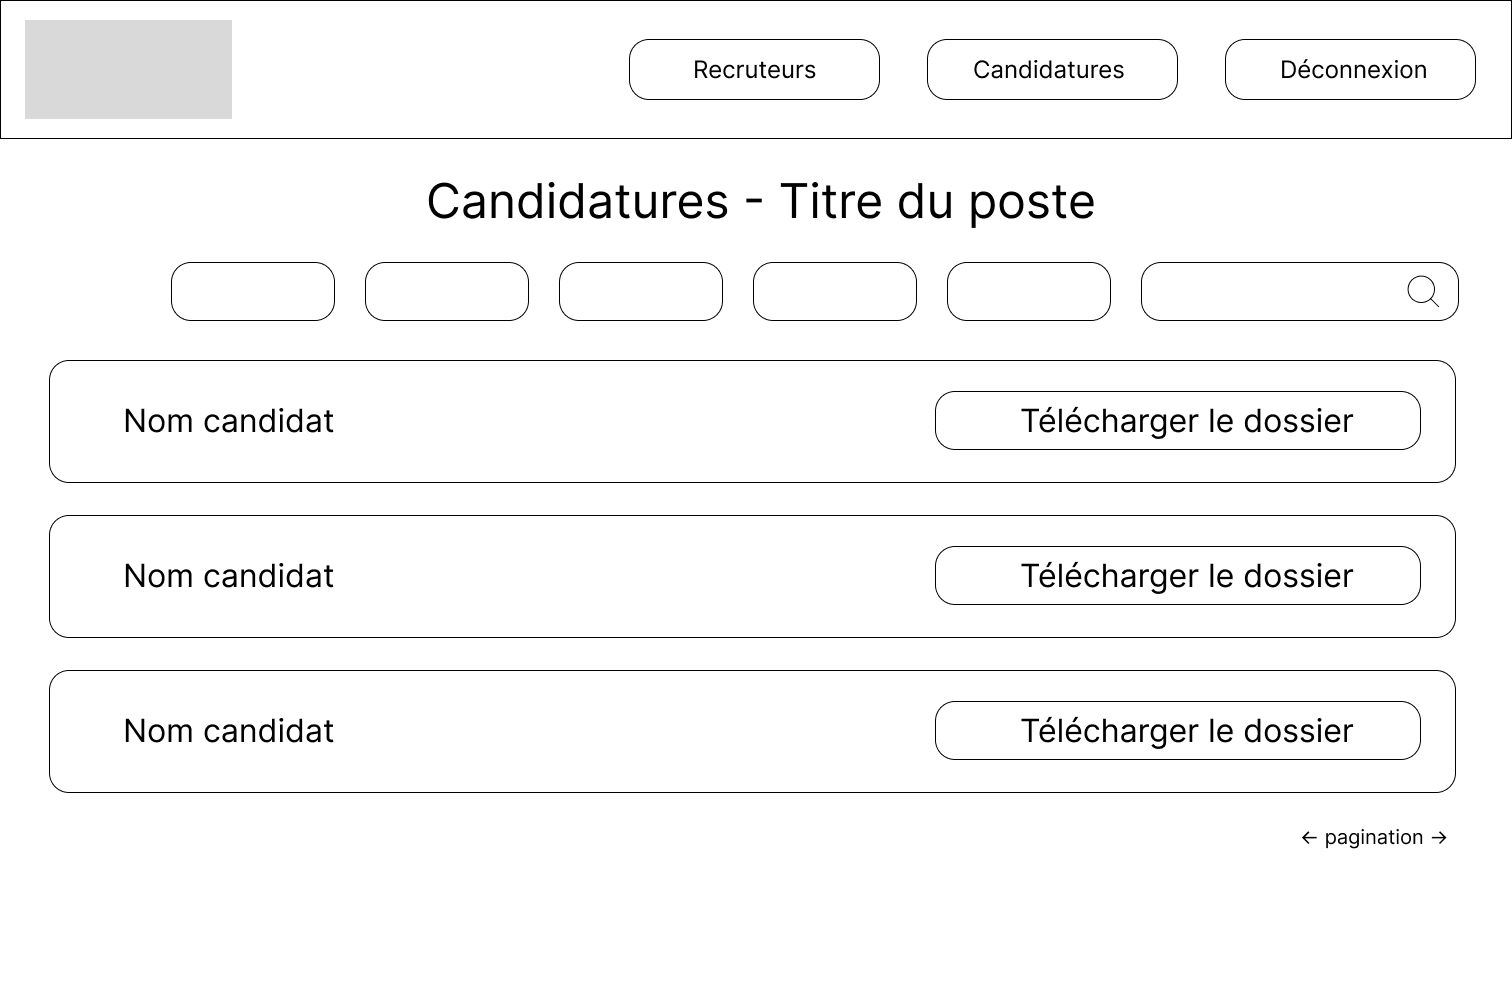 Recruteurs
Candidatures
Déconnexion
Candidatures - Titre du poste
Nom candidat
Télécharger le dossier
Nom candidat
Télécharger le dossier
Nom candidat
Télécharger le dossier
← pagination →